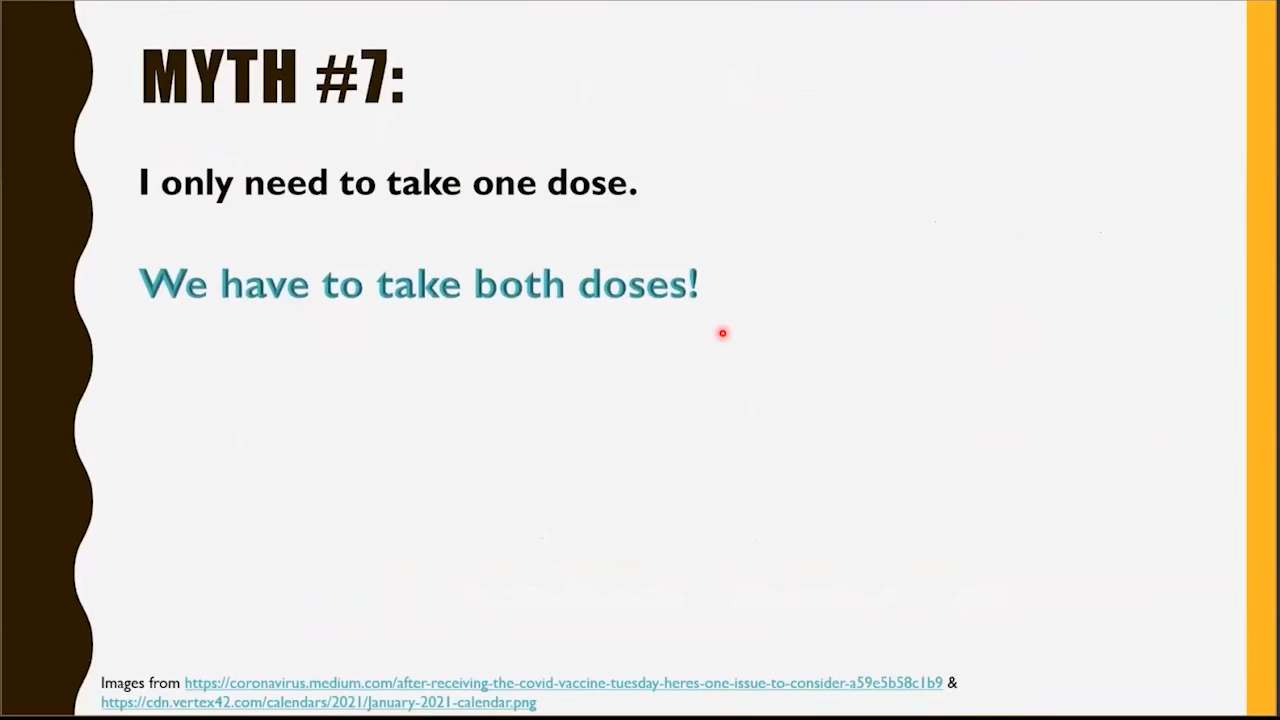 MYTH #7:
I only need to take one dose.
We have to take both doses!
Images from https://coronavirus.medium.com/after-receiving-the-covid-vaccine-tuesday-heres-one-issue-to-consider-a59e5b58c1b9 &
https://cdn.vertex42.com/calendars/2021/January-2021-calendar.png